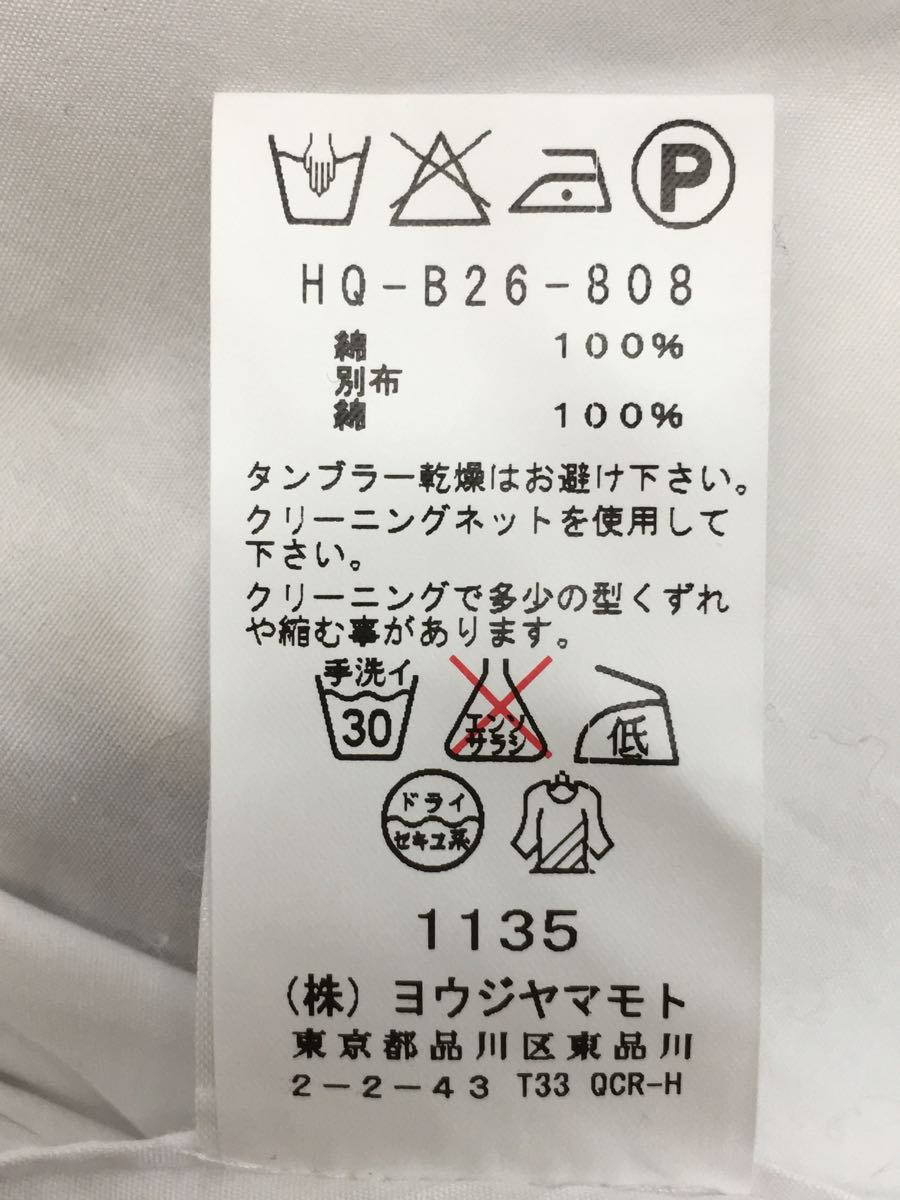 P
HQ-B26-808
綿 100%
別布
綿 100%
タンブラー乾燥はお避け下さい。
クリーニングネットを使用して
下さい。
クリーニングで多少の型くずれ
や縮む事があります。
手洗イ
30
エンソ
サラシ
低
ドライ
セキユ系
1135
(株)ヨウジヤマモト
東京都品川区東品川
2-2-43 T33 QCR-H